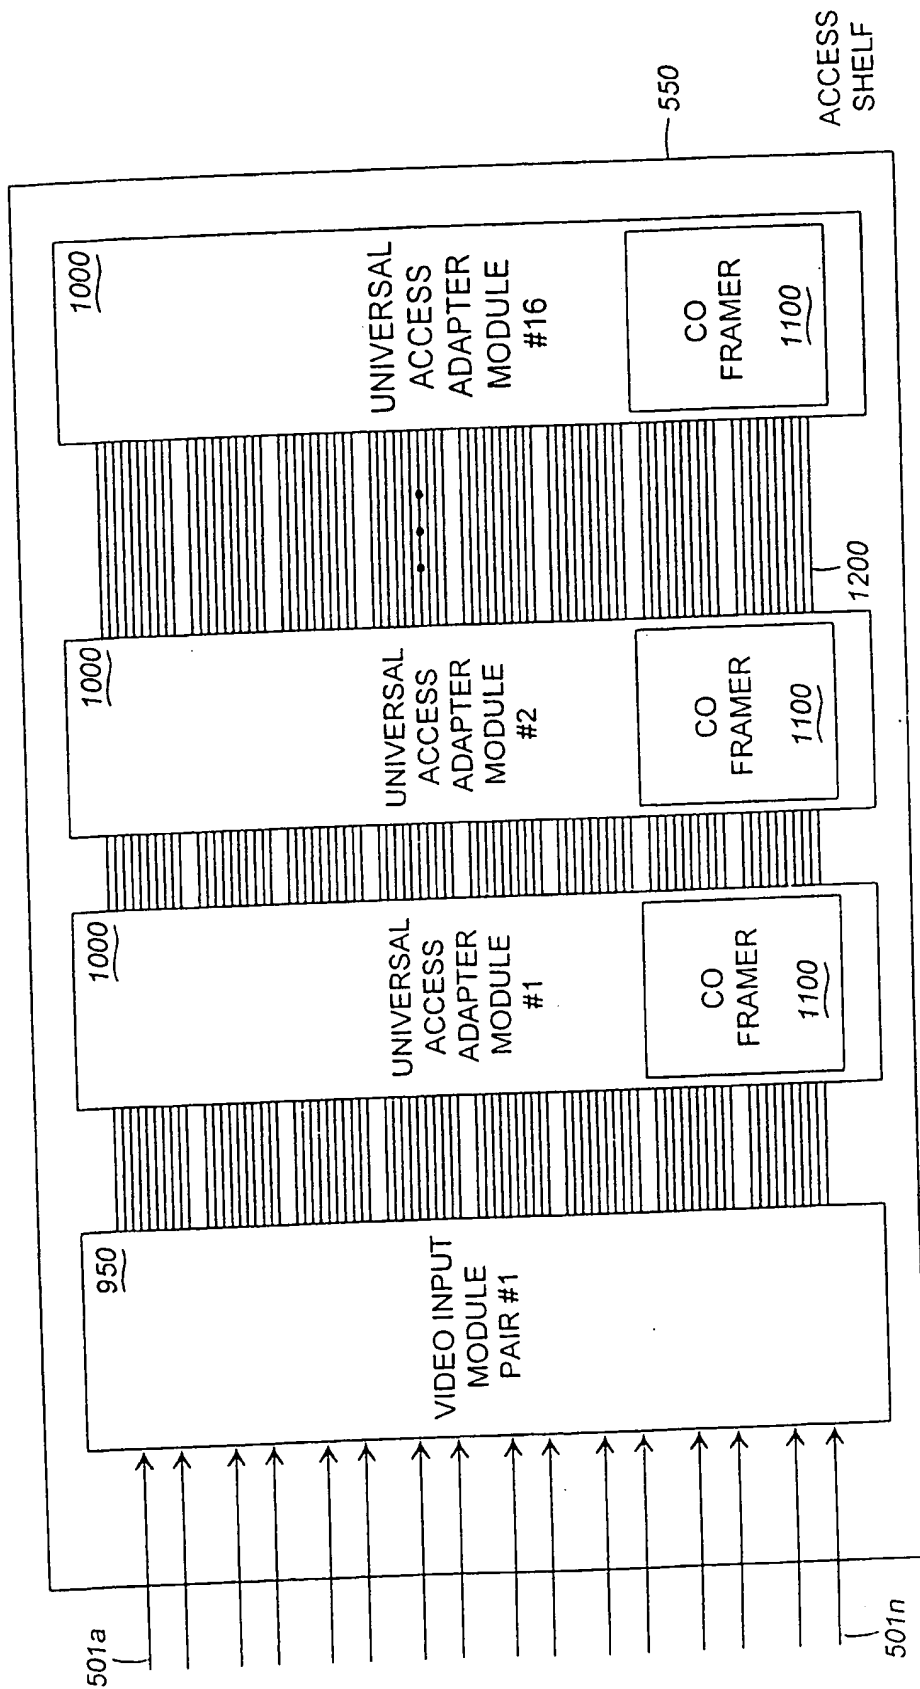 501a
501n
950
VIDEO INPUT
MODULE
PAIR #1
1000
UNIVERSAL
ACCESS
ADAPTER
MODULE
#1
CO
FRAMER
1100
1000
UNIVERSAL
ACCESS
ADAPTER
MODULE
#2
CO
FRAMER
1100
1200
1000
UNIVERSAL
ACCESS
ADAPTER
MODULE
#16
CO
FRAMER
1100
550
ACCESS
SHELF